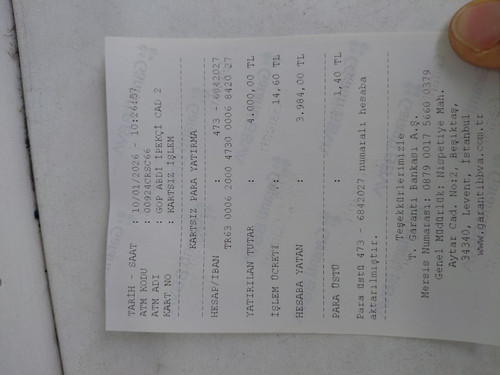 TARİH - SAAT : 10/01/2026 - 10:26:57
ATM KODU : 00924CRSC66
ATM ADI : GOP ABDİ İPEKÇİ CAD 2
KART NO : KARTSIZ İŞLEM
KARTSIZ PARA YATIRMA
HESAP/IBAN : 473 - 6842027
TR63 0006 2000 4730 0006 8420 27
YATIRILAN TUTAR : 4.000,00 TL
İŞLEM ÜCRETİ : 14,60 TL
HESABA YATAN : 3.984,00 TL
PARA ÜSTÜ : 1,40 TL
Para üstü 473 - 6842027 numaralı hesaba
aktarılmıştır.
Teşekkürlerimizle
T. Garanti Bankası A.Ş.
Mersis Numarası: 0879 0017 5660 0379
Genel Müdürlük: Nispetiye Mah.
Aytar Cad. No:2, Beşiktaş,
34340, Levent, İstanbul
www.garantibbva.com.tr